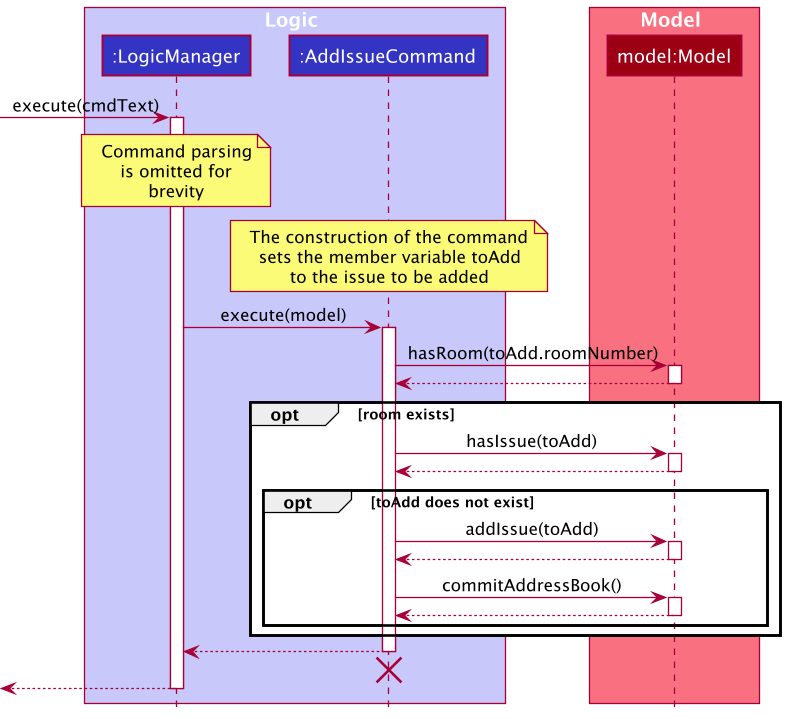 Logic
Model
:LogicManager
:AddIssueCommand
model:Model
execute(cmdText)
Command parsing
is omitted for
brevity
The construction of the command
sets the member variable toAdd
to the issue to be added
execute(model)
hasRoom(toAdd.roomNumber)
opt
[room exists]
hasIssue(toAdd)
opt
[toAdd does not exist]
addIssue(toAdd)
commitAddressBook()